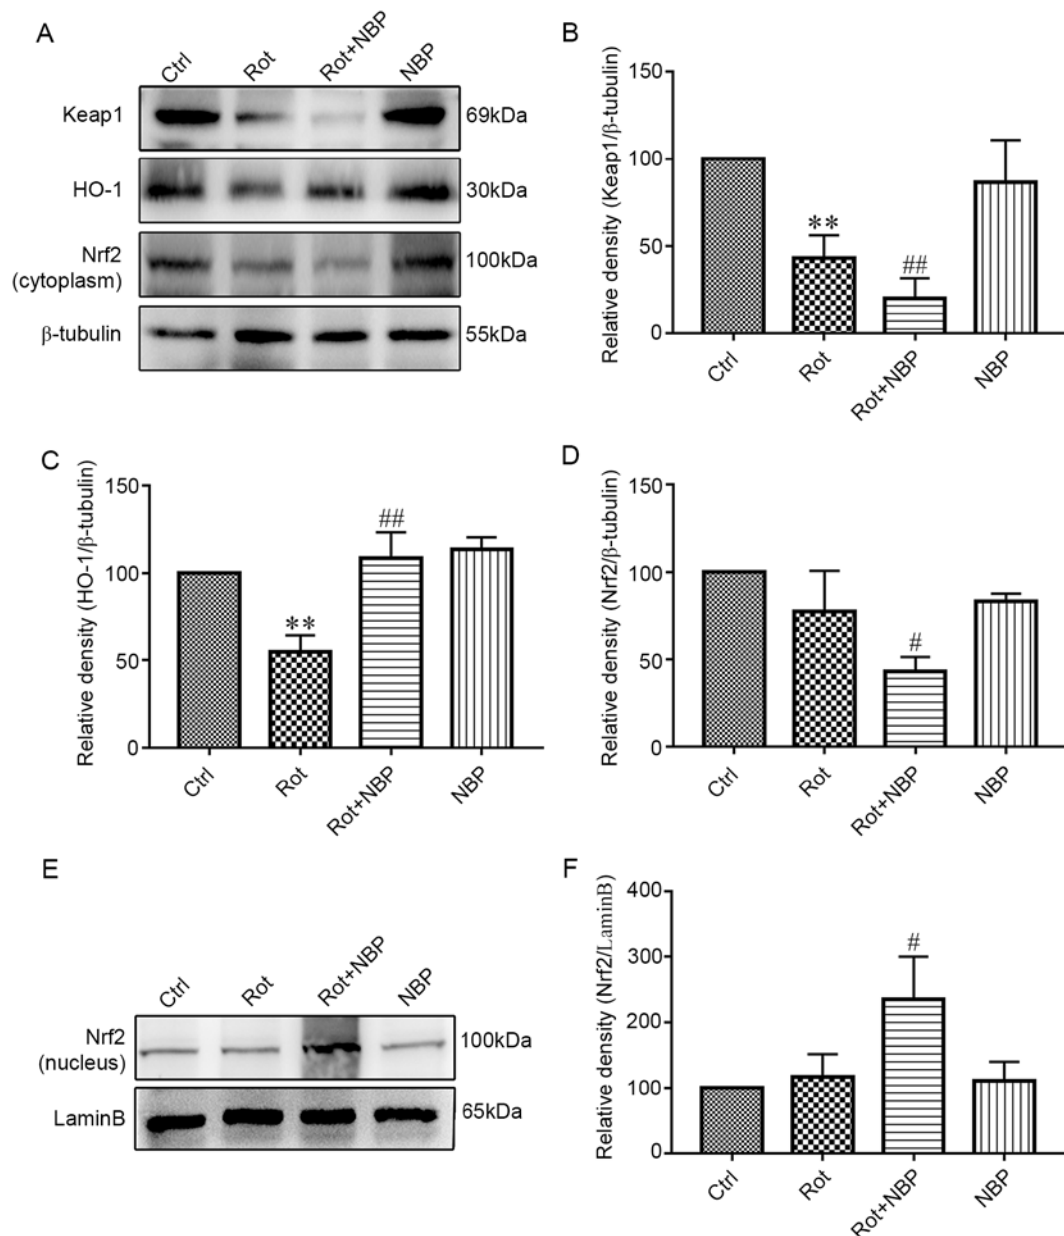 A
Ctrl
Rot
Rot+NBP
NBP
Keap1
69kDa
HO-1
30kDa
Nrf2
(cytoplasm)
100kDa
β-tubulin
55kDa
B
Relative density (Keap1/β-tubulin)
150
100
50
0
**
##
Ctrl
Rot
Rot+NBP
NBP
C
Relative density (HO-1/β-tubulin)
150
100
50
0
**
##
Ctrl
Rot
Rot+NBP
NBP
D
Relative density (Nrf2/β-tubulin)
150
100
50
0
#
Ctrl
Rot
Rot+NBP
NBP
E
Ctrl
Rot
Rot+NBP
NBP
Nrf2
(nucleus)
100kDa
LaminB
65kDa
F
Relative density (Nrf2/LaminB)
400
300
200
100
0
#
Ctrl
Rot
Rot+NBP
NBP